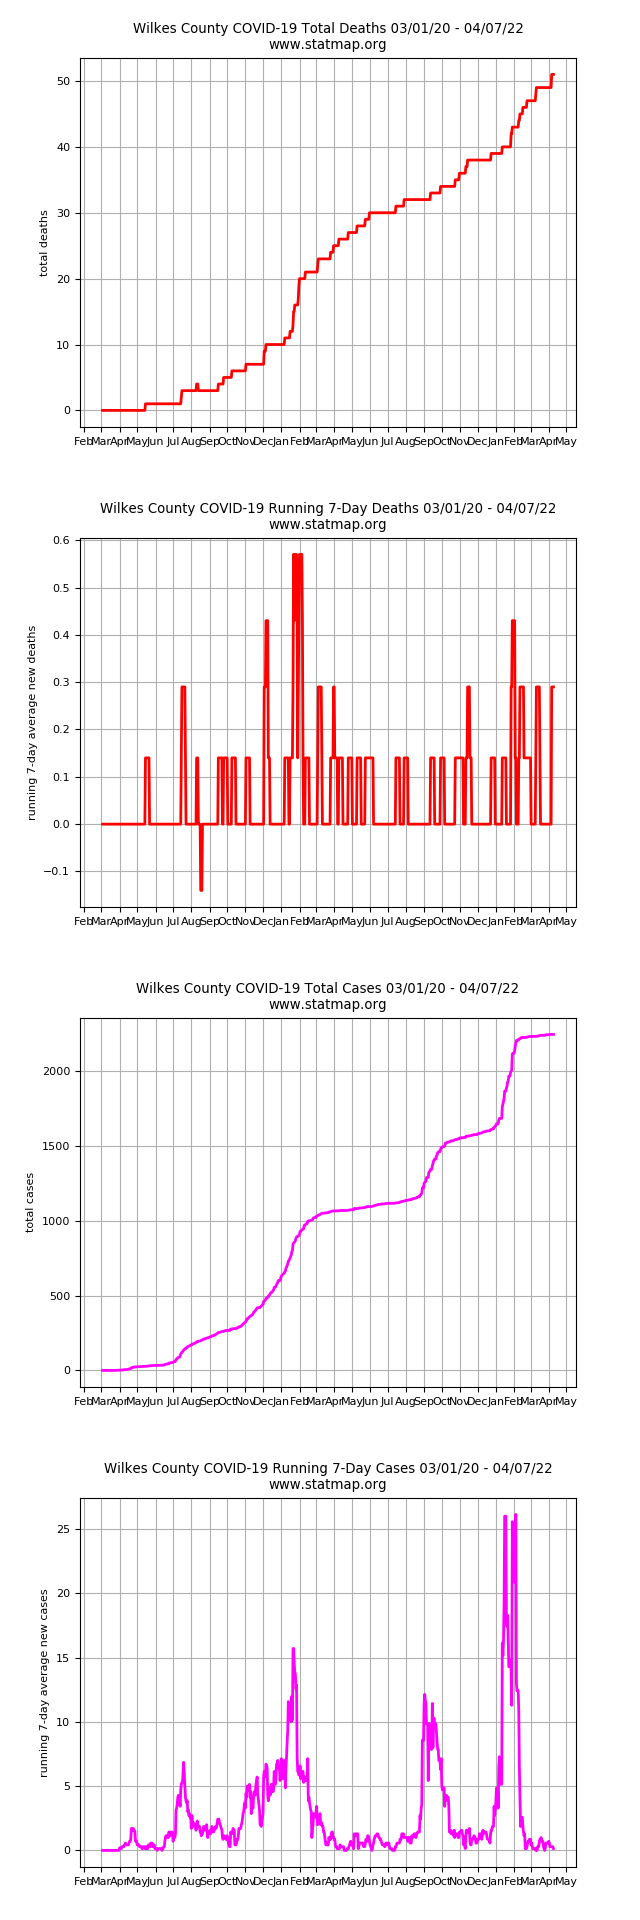 Wilkes County COVID-19 Total Deaths 03/01/20 - 04/07/22
www.statmap.org
50
40
30
20
10
0
total deaths
Feb Mar Apr May Jun Jul Aug Sep Oct Nov Dec Jan Feb Mar Apr May Jun Jul Aug Sep Oct Nov Dec Jan Feb Mar Apr May
Wilkes County COVID-19 Running 7-Day Deaths 03/01/20 - 04/07/22
www.statmap.org
0.6
0.5
0.4
0.3
0.2
0.1
0.0
−0.1
running 7-day average new deaths
Feb Mar Apr May Jun Jul Aug Sep Oct Nov Dec Jan Feb Mar Apr May Jun Jul Aug Sep Oct Nov Dec Jan Feb Mar Apr May
Wilkes County COVID-19 Total Cases 03/01/20 - 04/07/22
www.statmap.org
2000
1500
1000
500
0
total cases
Feb Mar Apr May Jun Jul Aug Sep Oct Nov Dec Jan Feb Mar Apr May Jun Jul Aug Sep Oct Nov Dec Jan Feb Mar Apr May
Wilkes County COVID-19 Running 7-Day Cases 03/01/20 - 04/07/22
www.statmap.org
25
20
15
10
5
0
running 7-day average new cases
Feb Mar Apr May Jun Jul Aug Sep Oct Nov Dec Jan Feb Mar Apr May Jun Jul Aug Sep Oct Nov Dec Jan Feb Mar Apr May